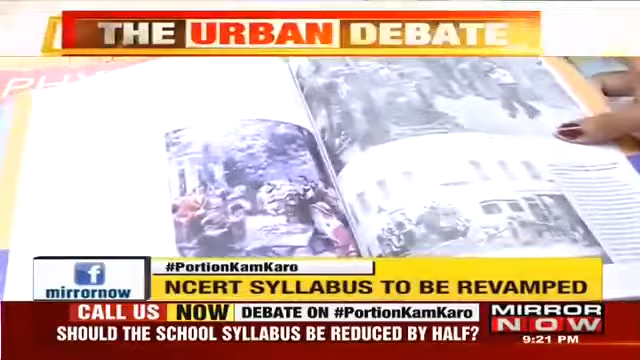 THE URBAN DEBATE
PHY
#PortionKamKaro
mirrornow
NCERT SYLLABUS TO BE REVAMPED
CALL US NOW DEBATE ON #PortionKamKaro
SHOULD THE SCHOOL SYLLABUS BE REDUCED BY HALF?
MIRROR
NOW
9:21 PM